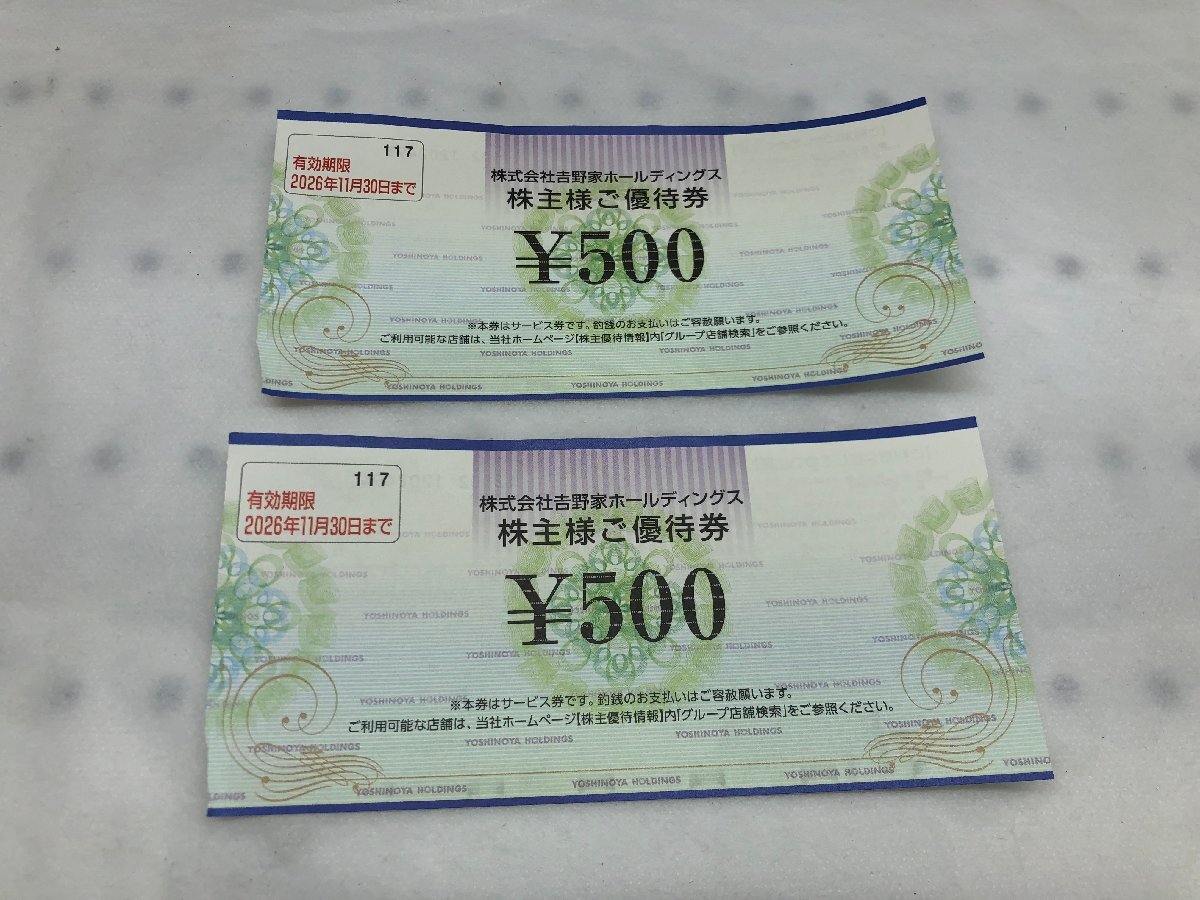 117
有効期限
2026年11月30日まで
株式会社吉野家ホールディングス
株主様ご優待券
¥500
※本券はサービス券です。釣銭のお支払いはご容赦願います。
ご利用可能な店舗は、当社ホームページ【株主優待情報】内「グループ店舗検索」をご参照ください。
YOSHINOYA HOLDINGS
117
有効期限
2026年11月30日まで
株式会社吉野家ホールディングス
株主様ご優待券
¥500
※本券はサービス券です。釣銭のお支払いはご容赦願います。
ご利用可能な店舗は、当社ホームページ【株主優待情報】内「グループ店舗検索」をご参照ください。
YOSHINOYA HOLDINGS